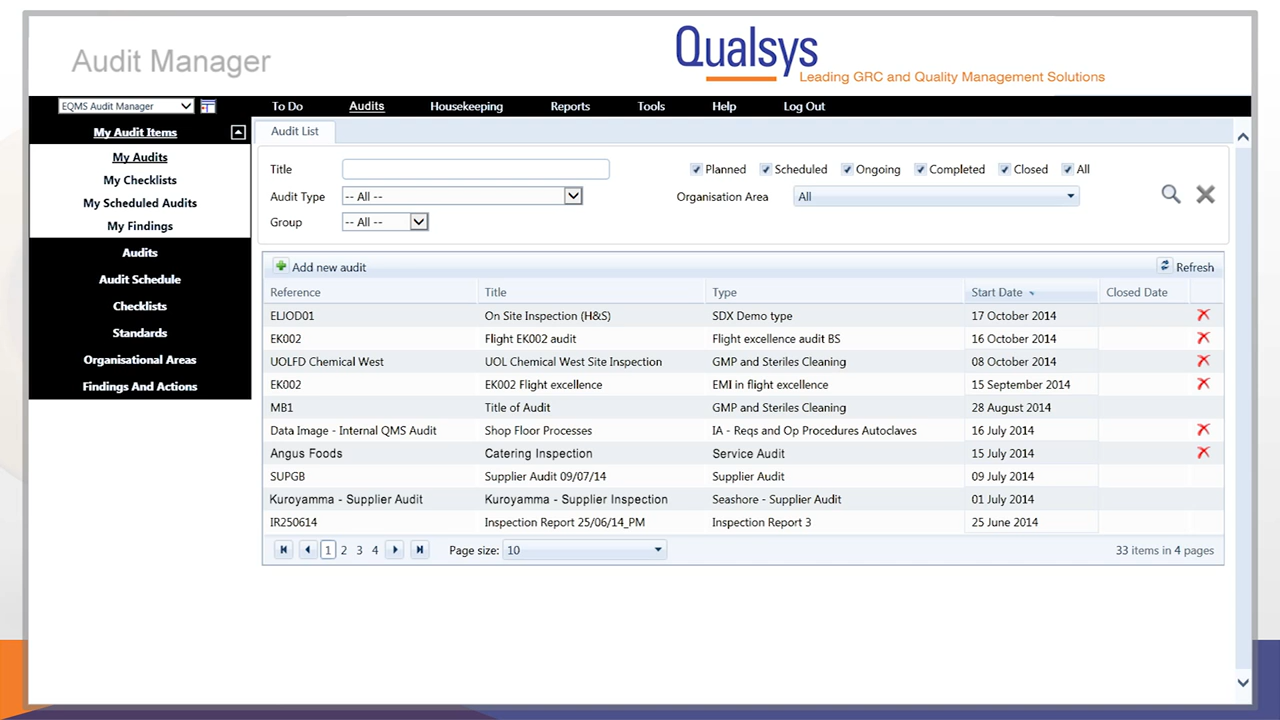 Audit Manager
Qualsys
Leading GRC and Quality Management Solutions
EQMS Audit Manager To Do Audits Housekeeping Reports Tools Help Log Out
My Audit Items
My Audits
My Checklists
My Scheduled Audits
My Findings
Audits
Audit Schedule
Checklists
Standards
Organisational Areas
Findings And Actions
Audit List
Title Planned Scheduled Ongoing Completed Closed All
Audit Type -- All -- Organisation Area All
Group -- All --
Add new audit Refresh
Reference Title Type Start Date Closed Date
ELJOD01 On Site Inspection (H&S) SDX Demo type 17 October 2014
EK002 Flight EK002 audit Flight excellence audit BS 16 October 2014
UOLFD Chemical West UOL Chemical West Site Inspection GMP and Steriles Cleaning 08 October 2014
EK002 EK002 Flight excellence EMI in flight excellence 15 September 2014
MB1 Title of Audit GMP and Steriles Cleaning 28 August 2014
Data Image - Internal QMS Audit Shop Floor Processes IA - Reqs and Op Procedures Autoclaves 16 July 2014
Angus Foods Catering Inspection Service Audit 15 July 2014
SUPGB Supplier Audit 09/07/14 Supplier Audit 09 July 2014
Kuroyamma - Supplier Audit Kuroyamma - Supplier Inspection Seashore - Supplier Audit 01 July 2014
IR250614 Inspection Report 25/06/14_PM Inspection Report 3 25 June 2014
1 2 3 4 Page size: 10 33 items in 4 pages